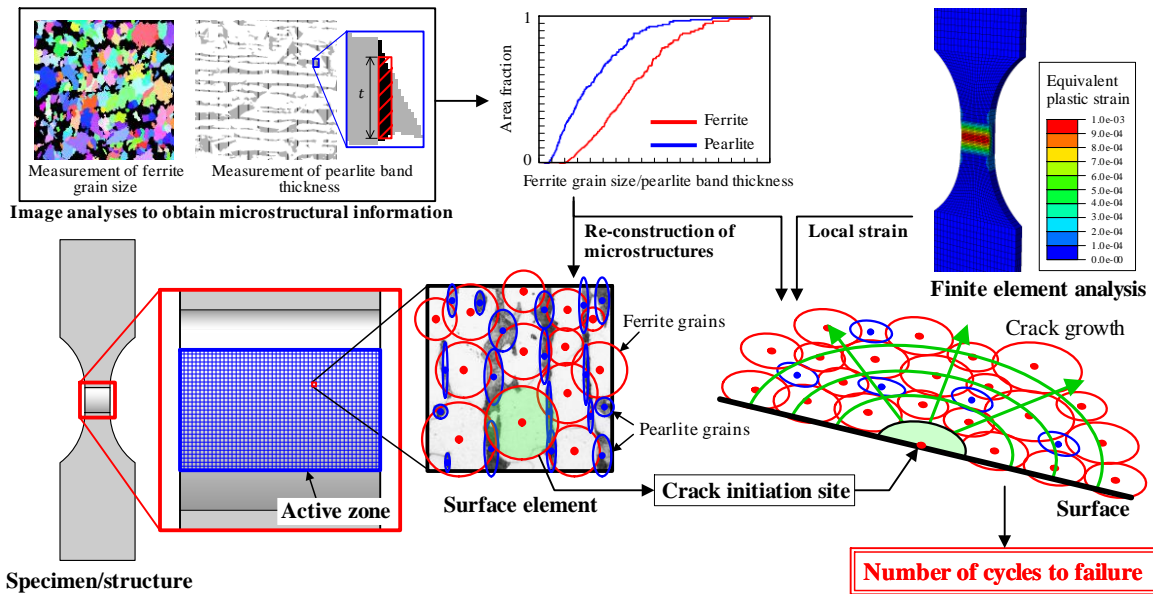 t
Measurement of ferrite
grain size
Measurement of pearlite band
thickness
Image analyses to obtain microstructural information
1
Area fraction
0
Ferrite
Pearlite
Ferrite grain size/pearlite band thickness
Equivalent
plastic strain
1.0e-03
9.0e-04
8.0e-04
7.0e-04
6.0e-04
5.0e-04
4.0e-04
3.0e-04
2.0e-04
1.0e-04
0.0e-00
Finite element analysis
Re-construction of
microstructures
Local strain
Ferrite grains
Pearlite grains
Crack growth
Active zone
Surface element
Crack initiation site
Surface
Specimen/structure
Number of cycles to failure